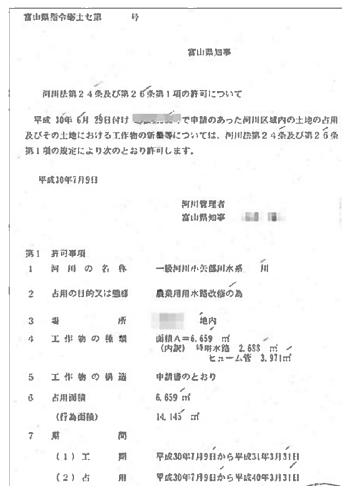 富山県指令砺土セ第 号
富山県知事
河川法第24条及び第26条第1項の許可について
平成30年6月29日付け で申請のあった河川区域内の土地の占用
及びその土地における工作物の新築等については、河川法第24条及び第26条
第1項の規定により次のとおり許可します。
平成30年7月9日
河川管理者
富山県知事
第1 許可事項
1 河川の名称 一級河川小矢部川水系 川
2 占用の目的又は態様 農業用用水路改修の為
3 場所 地内
4 工作物の種類 面積A=6.659㎡
(内訳) 用水路 2.688㎡
ヒューム管 3.971㎡
5 工作物の構造 申請書のとおり
6 占用面積 6.659㎡
(行為面積) 14.145㎡
7 期間
(1)工期 平成30年7月9日から平成31年3月31日
(2)占用 平成30年7月9日から平成40年3月31日